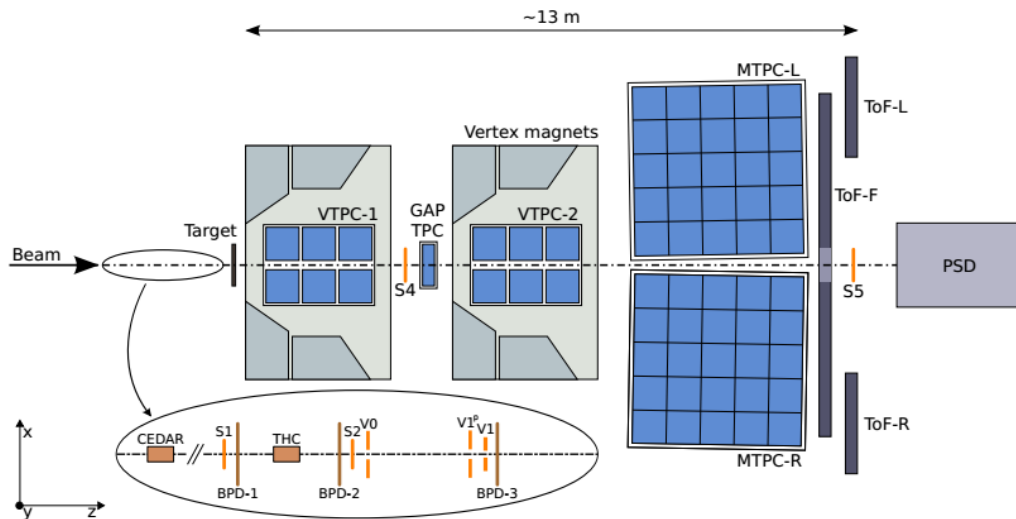 ~13 m
MTPC-L
ToF-L
Vertex magnets
ToF-F
VTPC-1
GAP
TPC
VTPC-2
Target
Beam
S4
S5
PSD
x
y
z
CEDAR
S1
BPD-1
THC
BPD-2
S2
V0
V1ᵖ
V1
BPD-3
MTPC-R
ToF-R